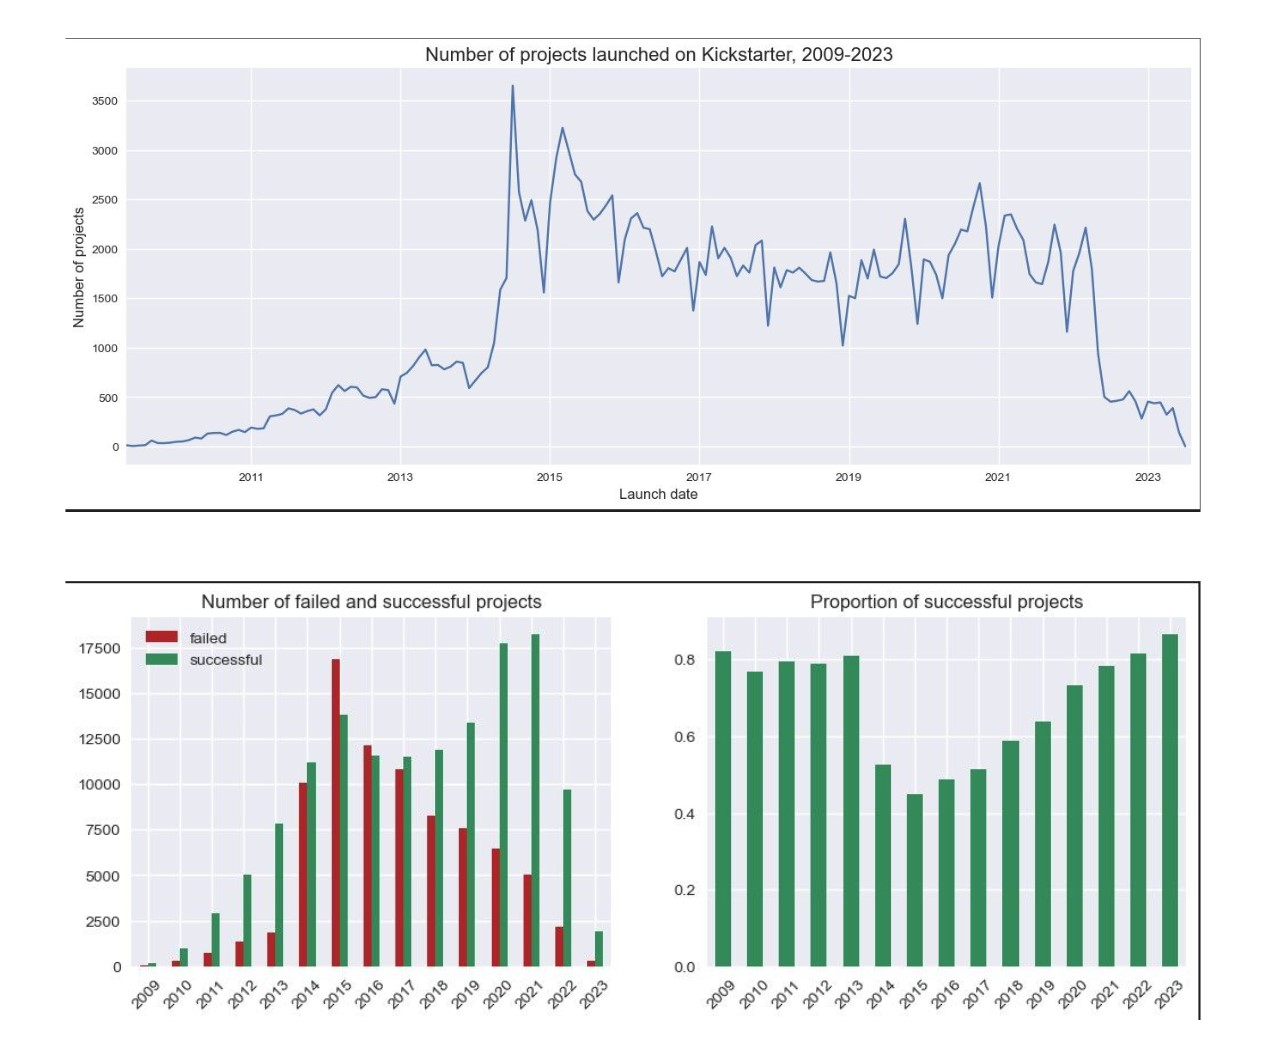 Number of projects launched on Kickstarter, 2009-2023
3500
3000
2500
2000
1500
1000
500
0
Number of projects
2011 2013 2015 2017 2019 2021 2023
Launch date
Number of failed and successful projects
failed
successful
17500
15000
12500
10000
7500
5000
2500
0
2009 2010 2011 2012 2013 2014 2015 2016 2017 2018 2019 2020 2021 2022 2023
Proportion of successful projects
0.8
0.6
0.4
0.2
0.0
2009 2010 2011 2012 2013 2014 2015 2016 2017 2018 2019 2020 2021 2022 2023